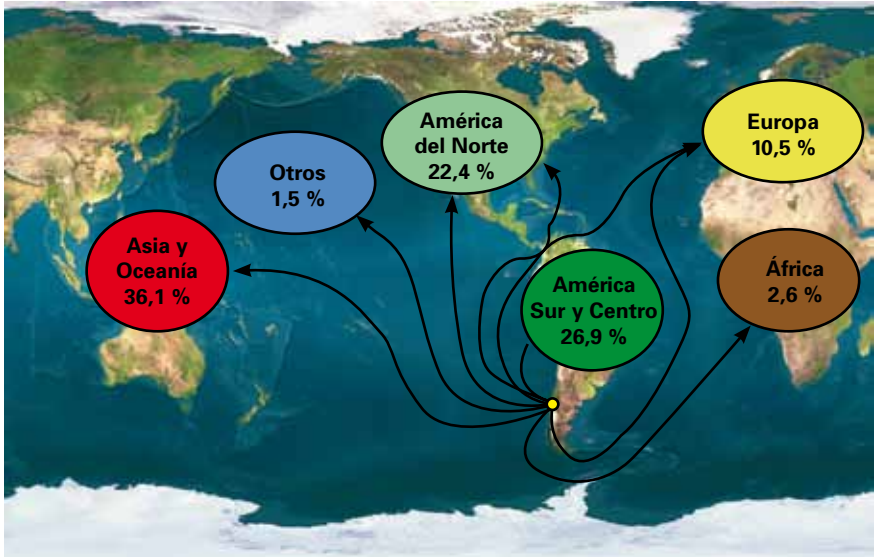 América
del Norte
22,4 %
Europa
10,5 %
Otros
1,5 %
Asia y
Oceanía
36,1 %
América
Sur y Centro
26,9 %
África
2,6 %